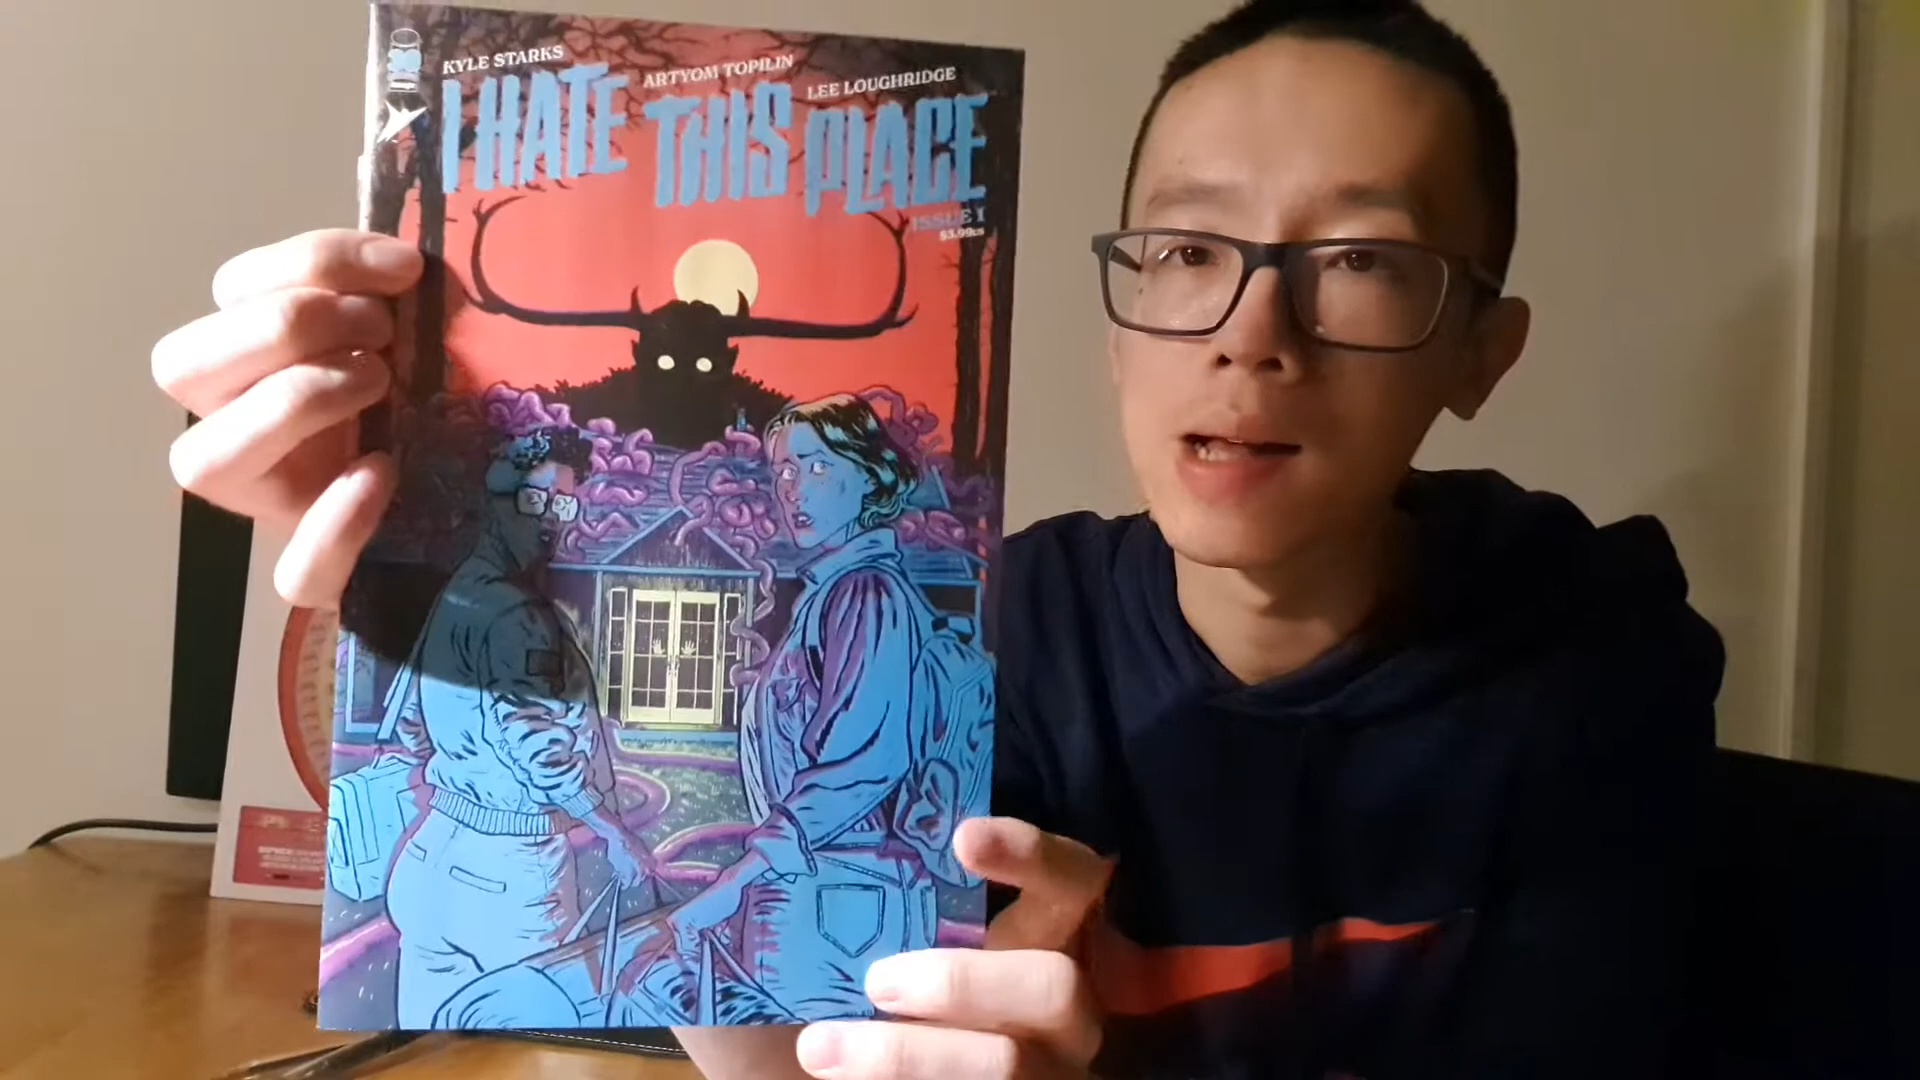 KYLE STARKS
ARTYOM TOPILIN
LEE LOUGHRIDGE
I HATE THIS PLACE
ISSUE 1
$3.99US